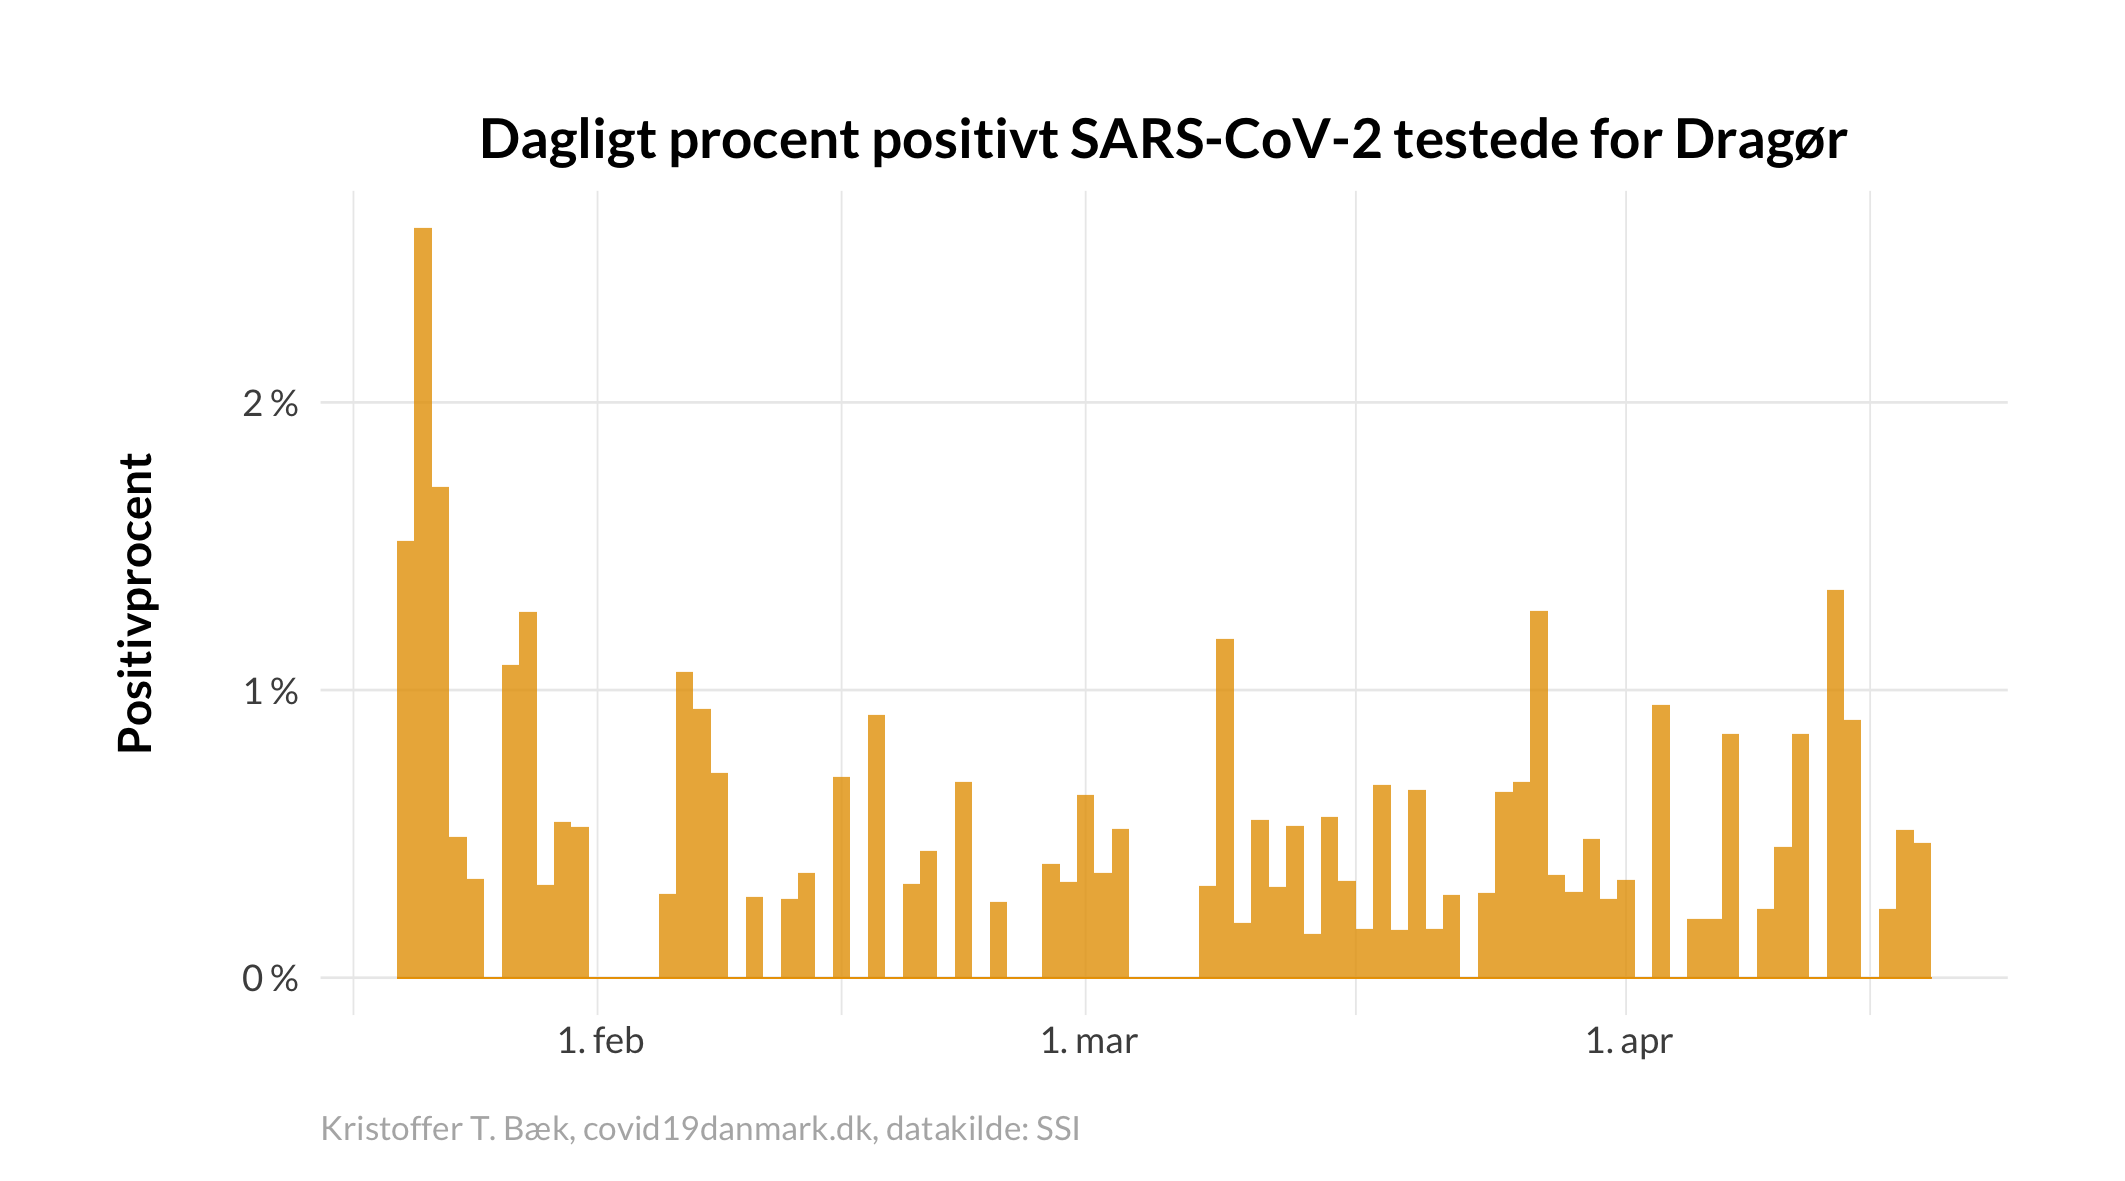 Dagligt procent positivt SARS-CoV-2 testede for Dragør
Positivprocent
2 %
1 %
0 %
1. feb
1. mar
1. apr
Kristoffer T. Bæk, covid19danmark.dk, datakilde: SSI